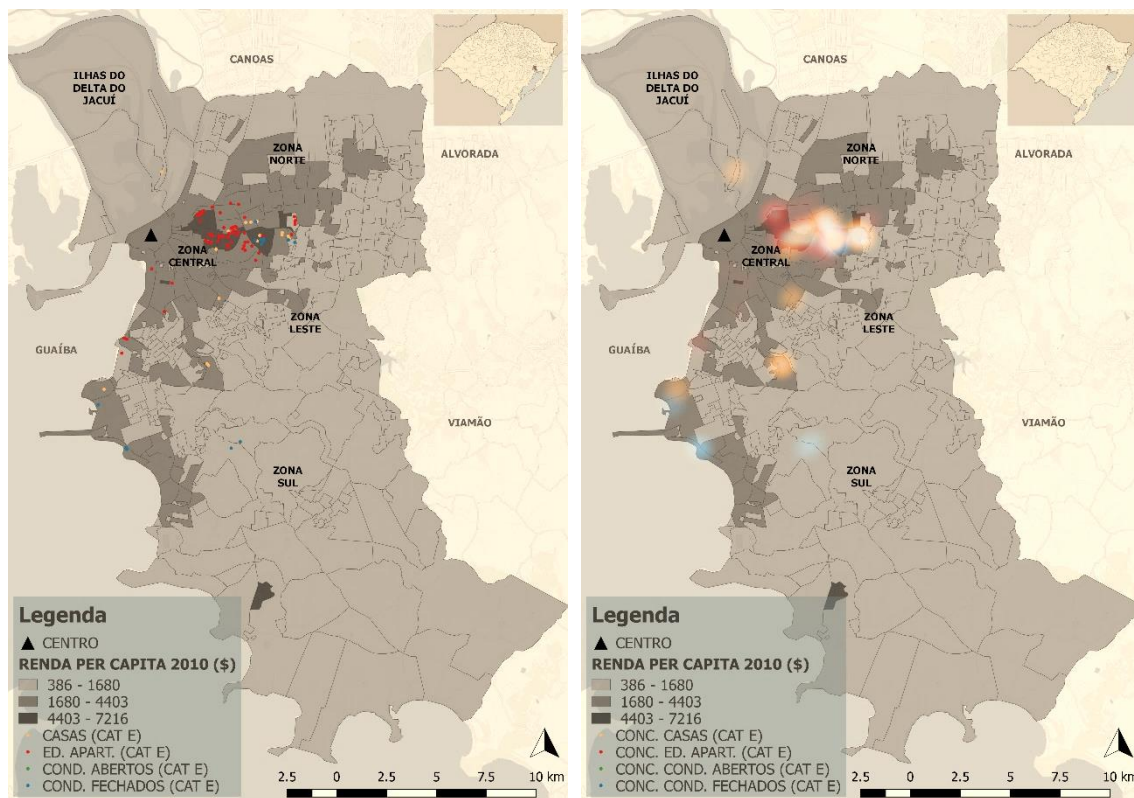 CANOAS
ILHAS DO
DELTA DO
JACUÍ
ZONA
NORTE
ALVORADA
ZONA
CENTRAL
ZONA
LESTE
GUAÍBA
VIAMÃO
ZONA
SUL
Legenda
CENTRO
RENDA PER CAPITA 2010 ($)
386 - 1680
1680 - 4403
4403 - 7216
CASAS (CAT E)
ED. APART. (CAT E)
COND. ABERTOS (CAT E)
COND. FECHADOS (CAT E)
2.5 0 2.5 5 7.5 10 km
CANOAS
ILHAS DO
DELTA DO
JACUÍ
ZONA
NORTE
ALVORADA
ZONA
CENTRAL
ZONA
LESTE
GUAÍBA
VIAMÃO
ZONA
SUL
Legenda
CENTRO
RENDA PER CAPITA 2010 ($)
386 - 1680
1680 - 4403
4403 - 7216
CONC. CASAS (CAT E)
CONC. ED. APART. (CAT E)
CONC. COND. ABERTOS (CAT E)
CONC. COND. FECHADOS (CAT E)
2.5 0 2.5 5 7.5 10 km